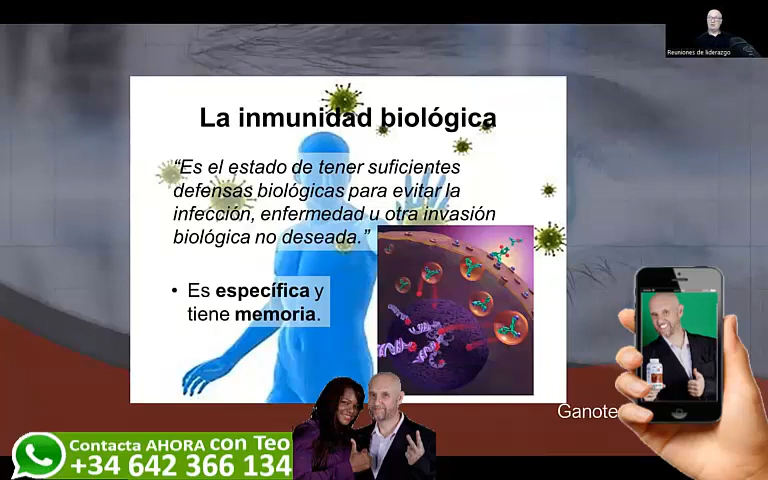 Reuniones de liderazgo
La inmunidad biológica
“Es el estado de tener suficientes
defensas biológicas para evitar la
infección, enfermedad u otra invasión
biológica no deseada.”
• Es específica y
tiene memoria.
Ganote
Contacta AHORA con Teo
+34 642 366 134